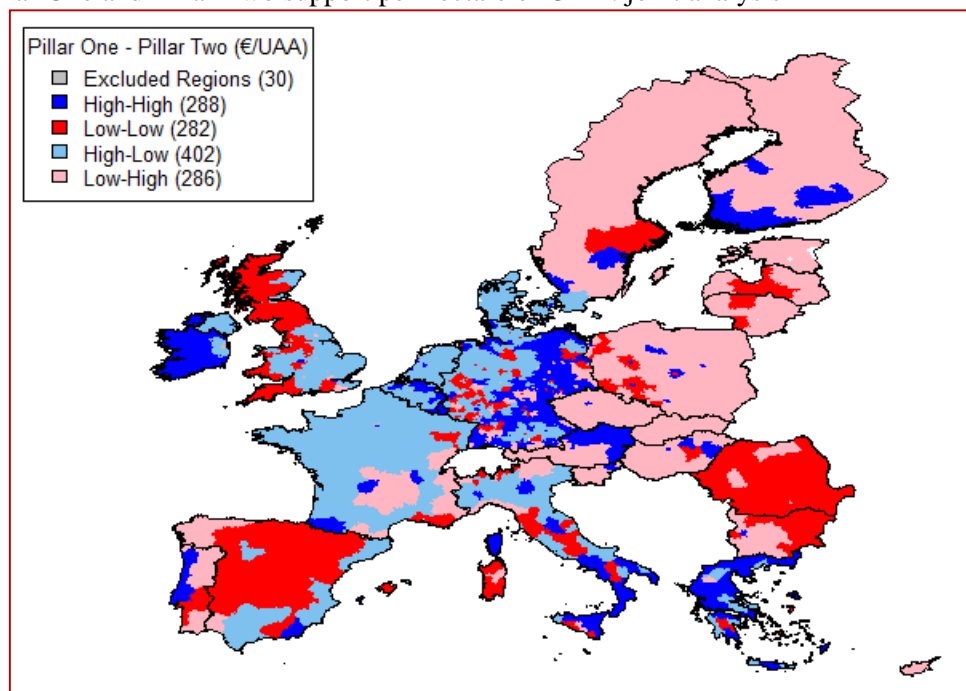 Pillar One - Pillar Two (€/UAA)
Excluded Regions (30)
High-High (288)
Low-Low (282)
High-Low (402)
Low-High (286)